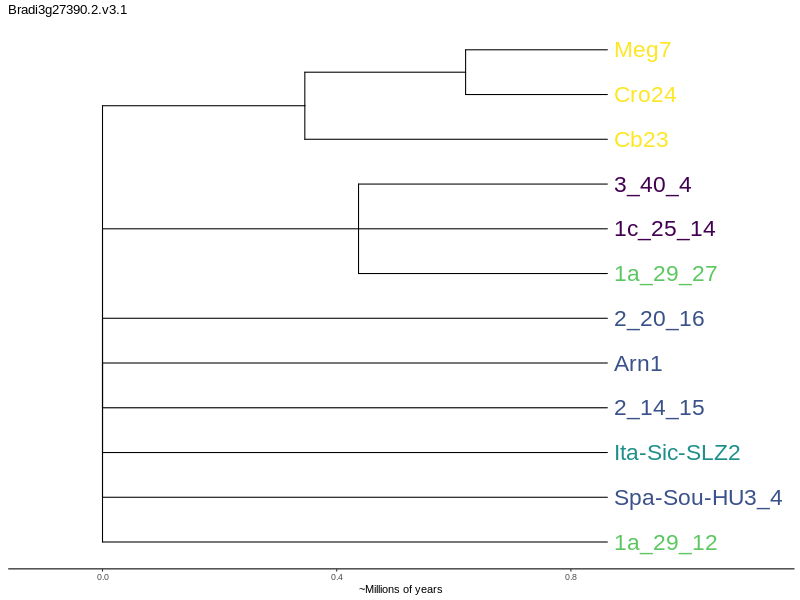 Bradi3g27390.2.v3.1
Meg7
Cro24
Cb23
3_40_4
1c_25_14
1a_29_27
2_20_16
Arn1
2_14_15
Ita-Sic-SLZ2
Spa-Sou-HU3_4
1a_29_12
0.0 0.4 0.8
~Millions of years